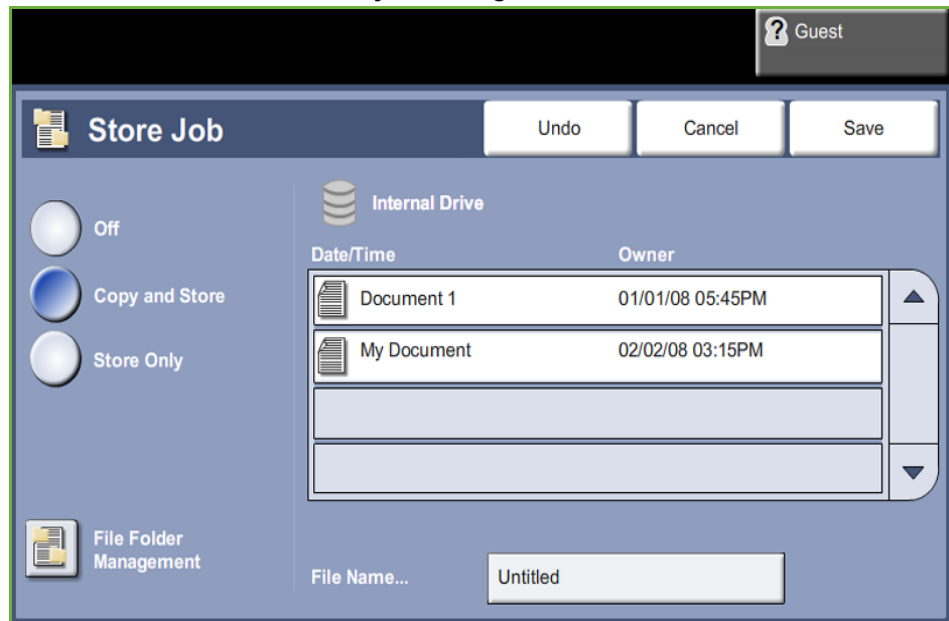 ? Guest
Store Job
Undo
Cancel
Save
Off
Copy and Store
Store Only
File Folder
Management
Internal Drive
Date/Time Owner
Document 1 01/01/08 05:45PM
My Document 02/02/08 03:15PM
File Name... Untitled